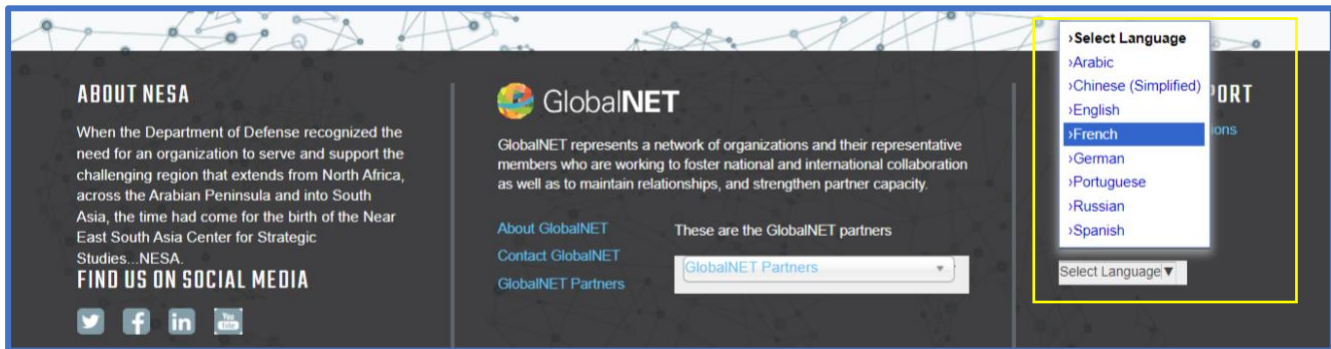 ABOUT NESA
When the Department of Defense recognized the
need for an organization to serve and support the
challenging region that extends from North Africa,
across the Arabian Peninsula and into South
Asia, the time had come for the birth of the Near
East South Asia Center for Strategic
Studies...NESA.
FIND US ON SOCIAL MEDIA
You
Tube
GlobalNET
GlobalNET represents a network of organizations and their representative
members who are working to foster national and international collaboration
as well as to maintain relationships, and strengthen partner capacity.
About GlobalNET
Contact GlobalNET
GlobalNET Partners
These are the GlobalNET partners
GlobalNET Partners
›Select Language
›Arabic
›Chinese (Simplified)
›English
›French
›German
›Portuguese
›Russian
›Spanish
Select Language▼